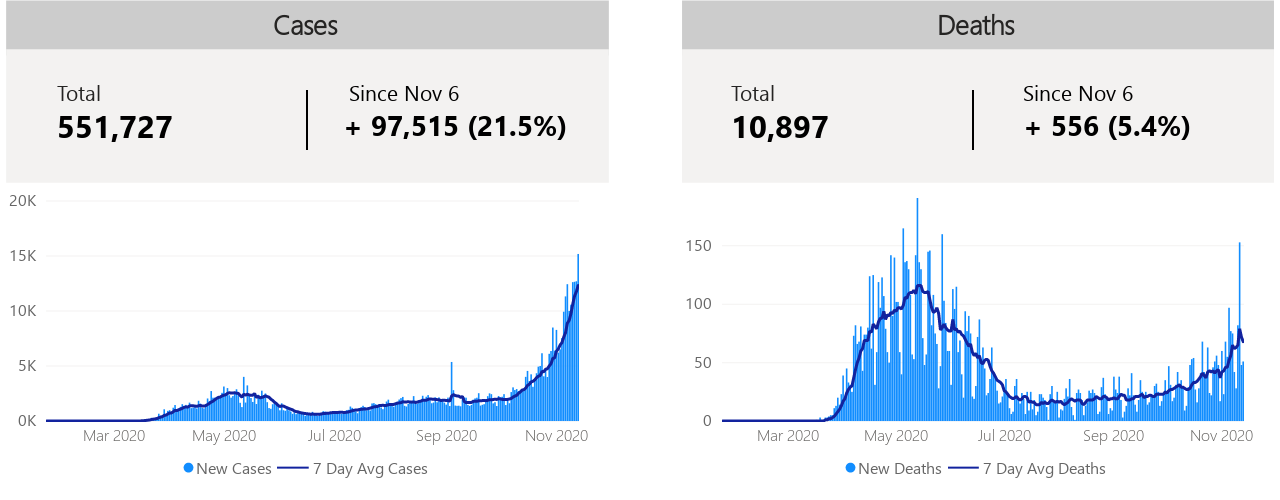 Cases
Total
551,727
Since Nov 6
+ 97,515 (21.5%)
20K
15K
10K
5K
0K
Mar 2020 May 2020 Jul 2020 Sep 2020 Nov 2020
New Cases 7 Day Avg Cases
Deaths
Total
10,897
Since Nov 6
+ 556 (5.4%)
150
100
50
0
Mar 2020 May 2020 Jul 2020 Sep 2020 Nov 2020
New Deaths 7 Day Avg Deaths